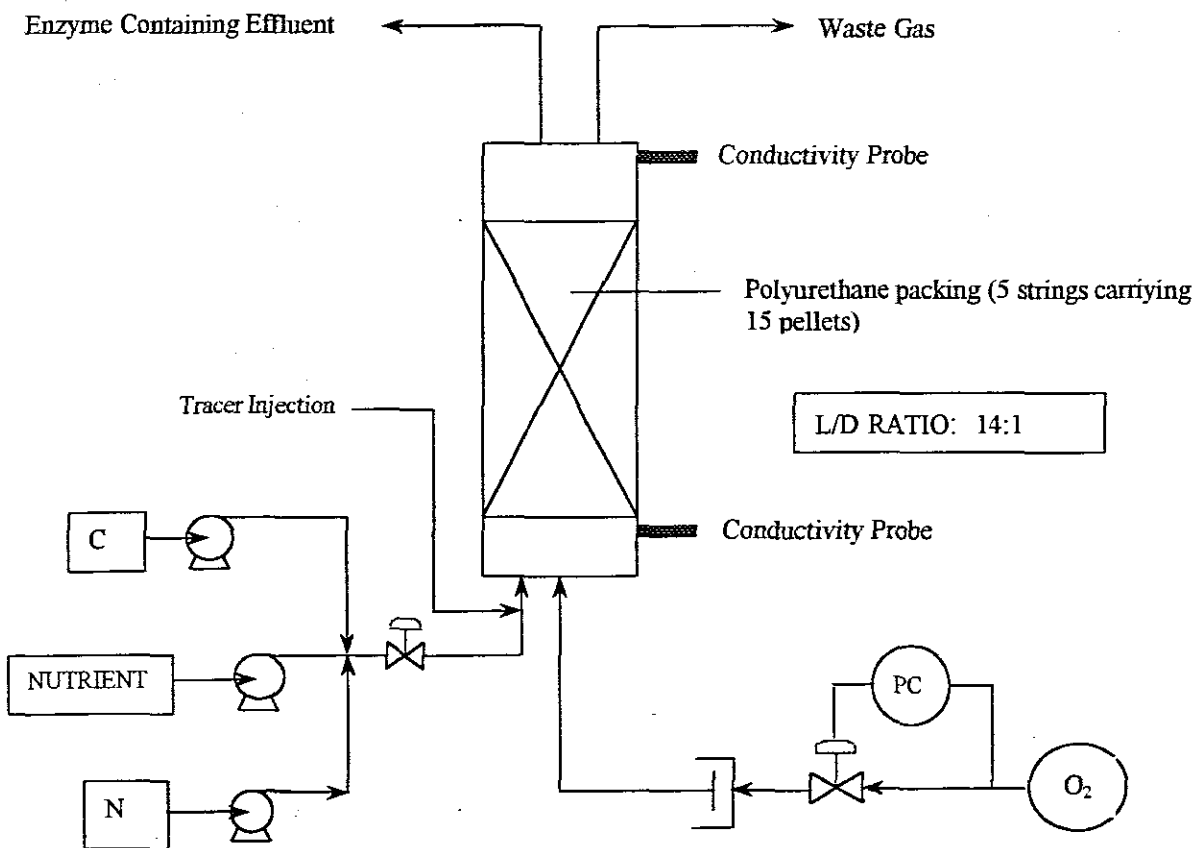 Enzyme Containing Effluent
Waste Gas
Conductivity Probe
Polyurethane packing (5 strings carriying
15 pellets)
Tracer Injection
L/D RATIO: 14:1
Conductivity Probe
C
NUTRIENT
PC
N
O₂